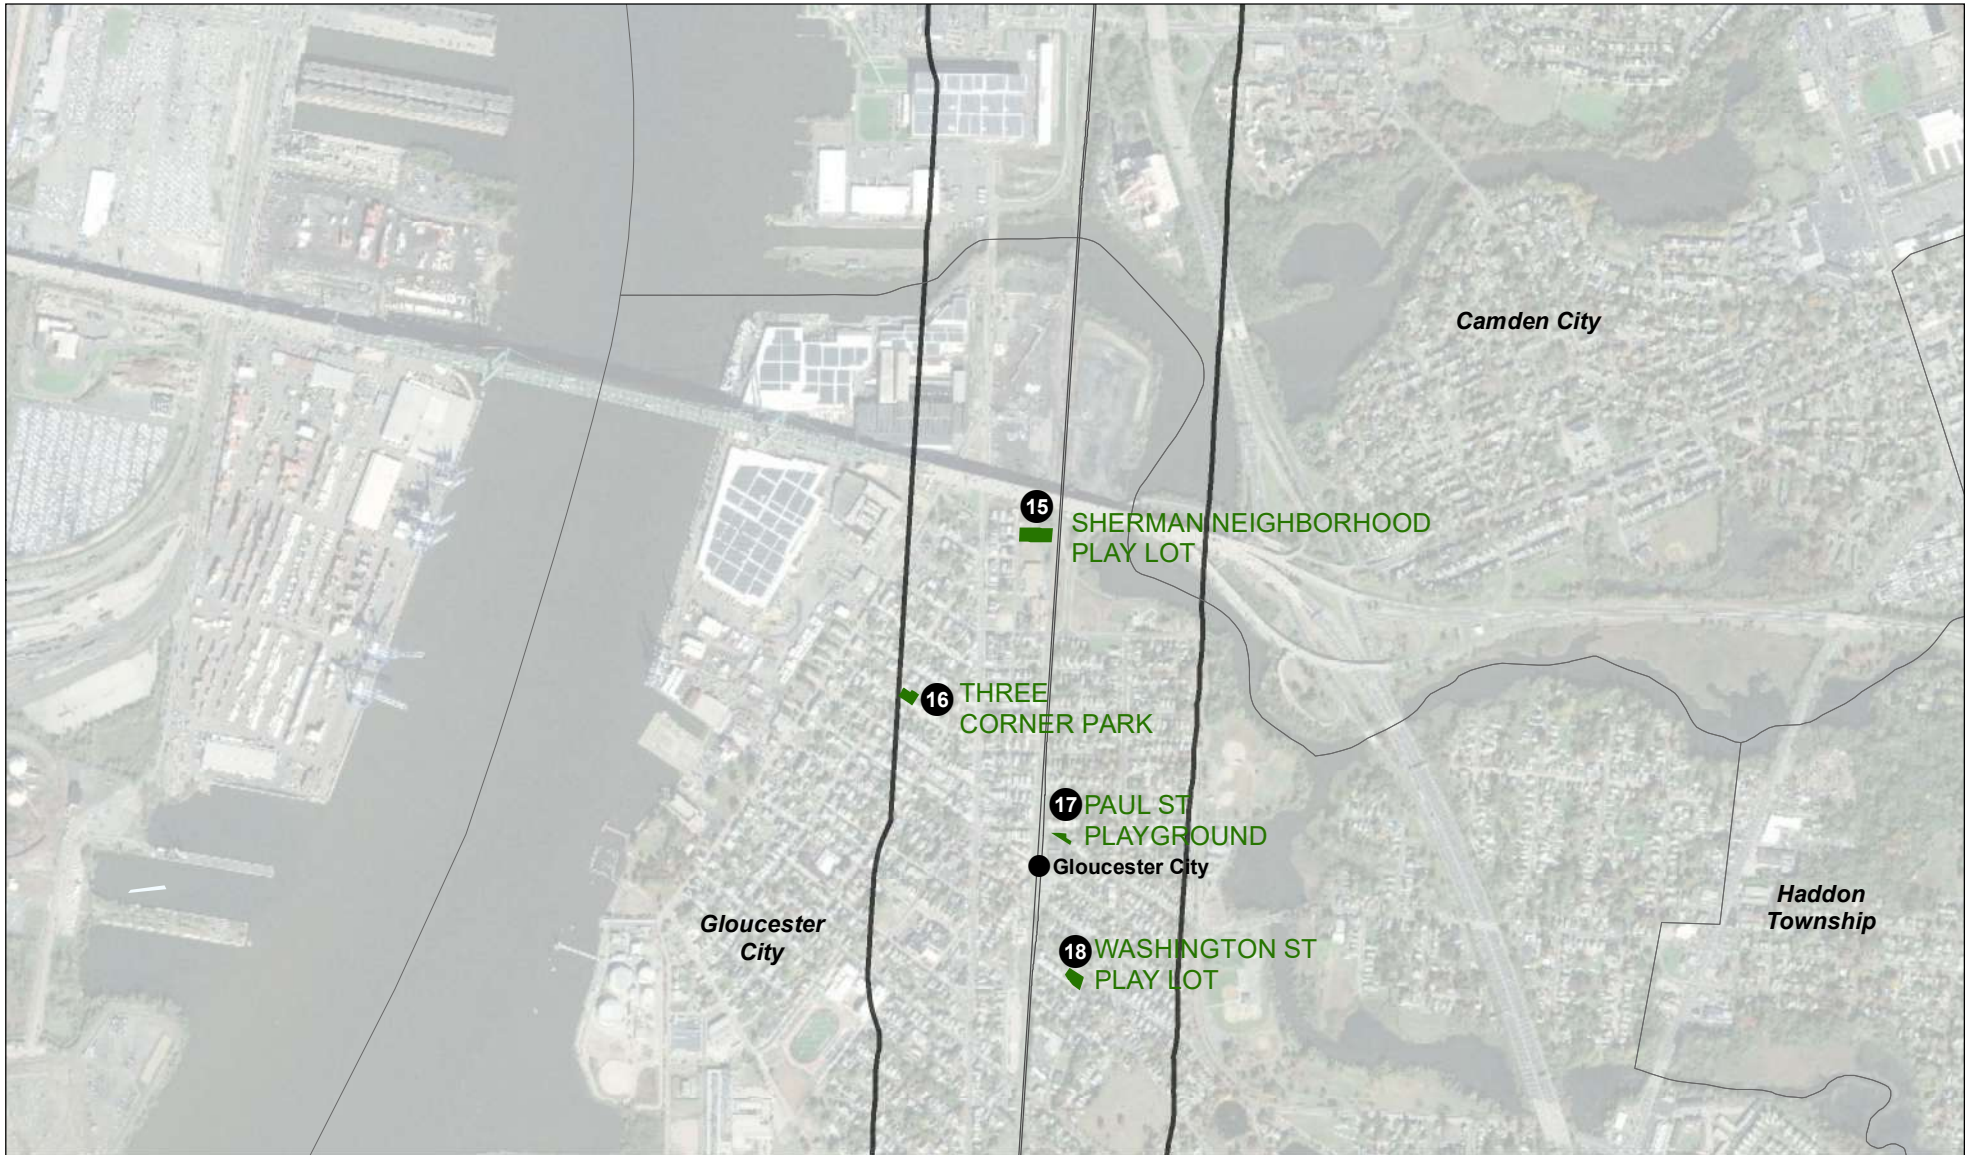 Camden City
15
SHERMAN NEIGHBORHOOD
PLAY LOT
16
THREE
CORNER PARK
17
PAUL ST
PLAYGROUND
Gloucester City
Gloucester
City
Haddon
Township
18
WASHINGTON ST
PLAY LOT